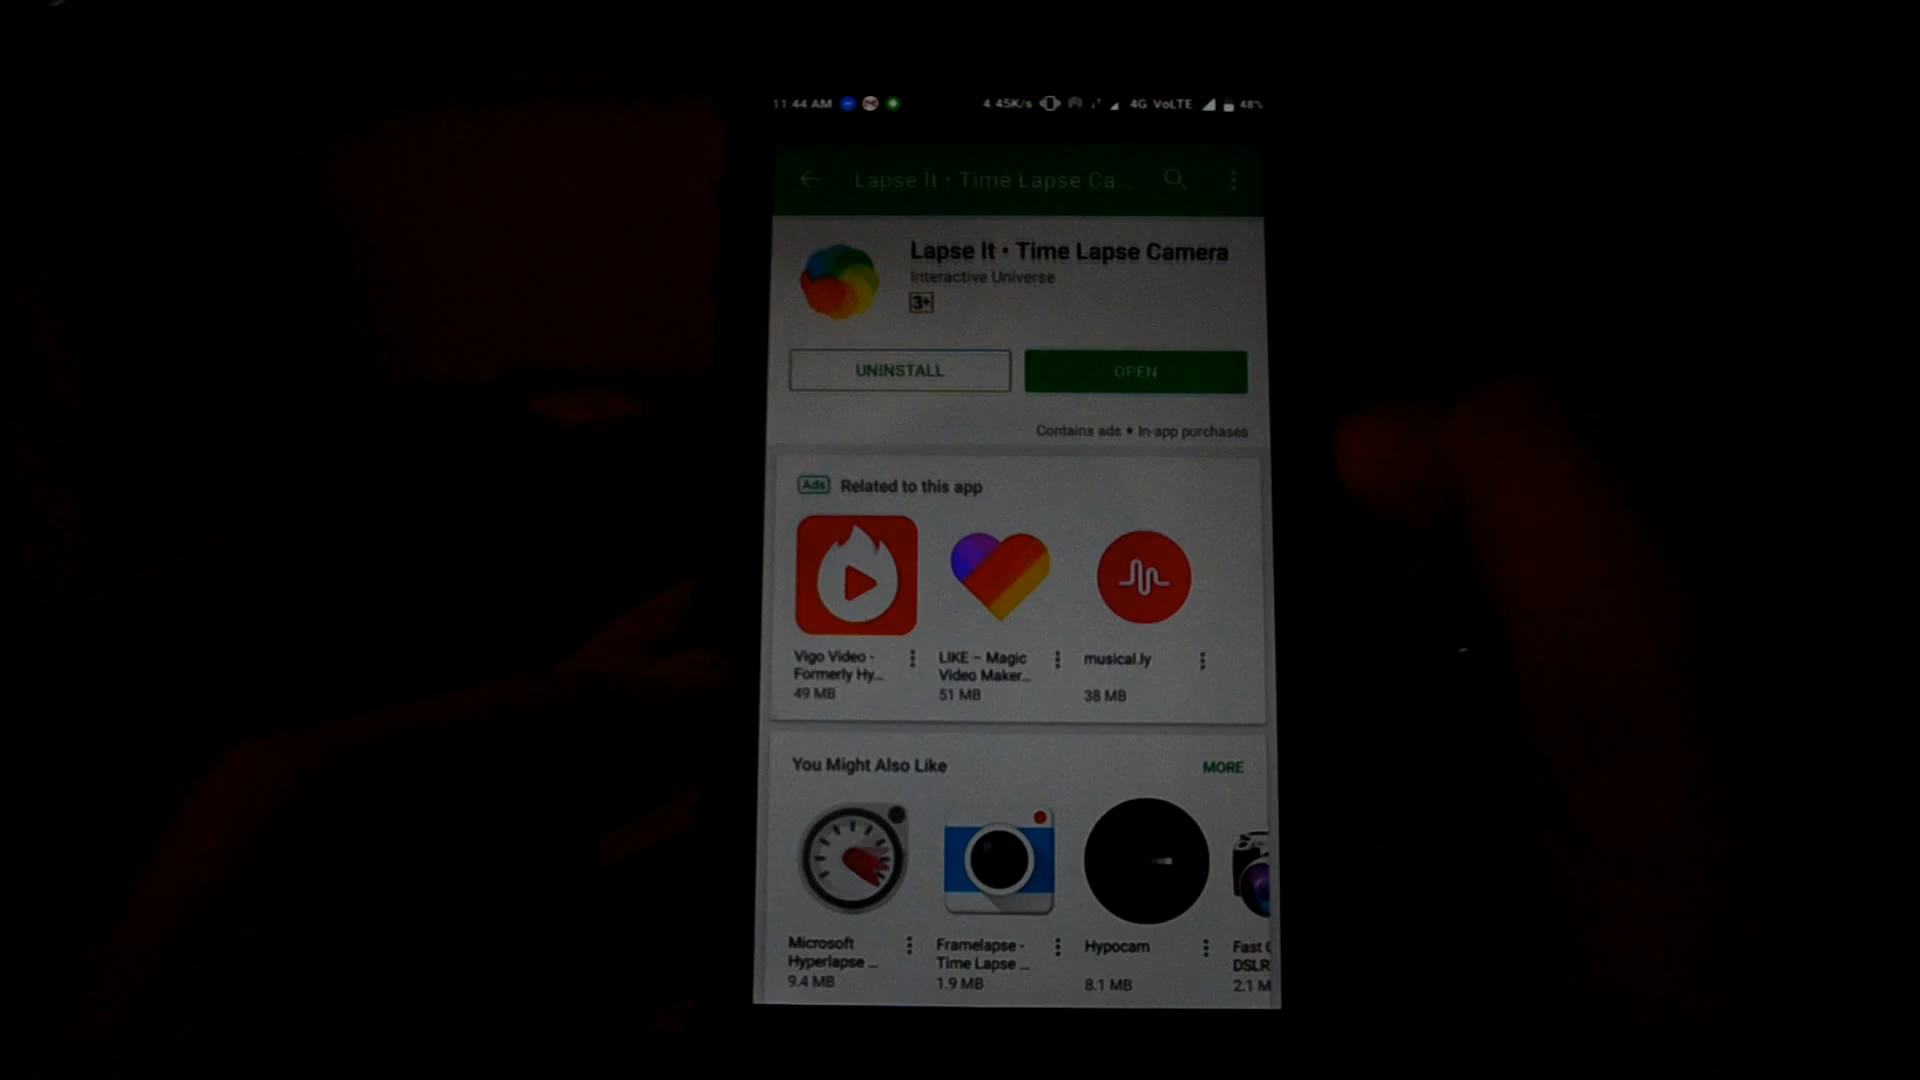 11:44 AM 4.45K/s 4G VoLTE 48%
Lapse It • Time Lapse Ca...
Lapse It • Time Lapse Camera
Interactive Universe
3+
UNINSTALL OPEN
Contains ads • In-app purchases
Ads Related to this app
Vigo Video - LIKE – Magic musical.ly
Formerly Hy... Video Maker...
49 MB 51 MB 38 MB
You Might Also Like MORE
Microsoft Framelapse - Hypocam Fast
Hyperlapse ... Time Lapse ... DSLR
9.4 MB 1.9 MB 8.1 MB 2.1 M